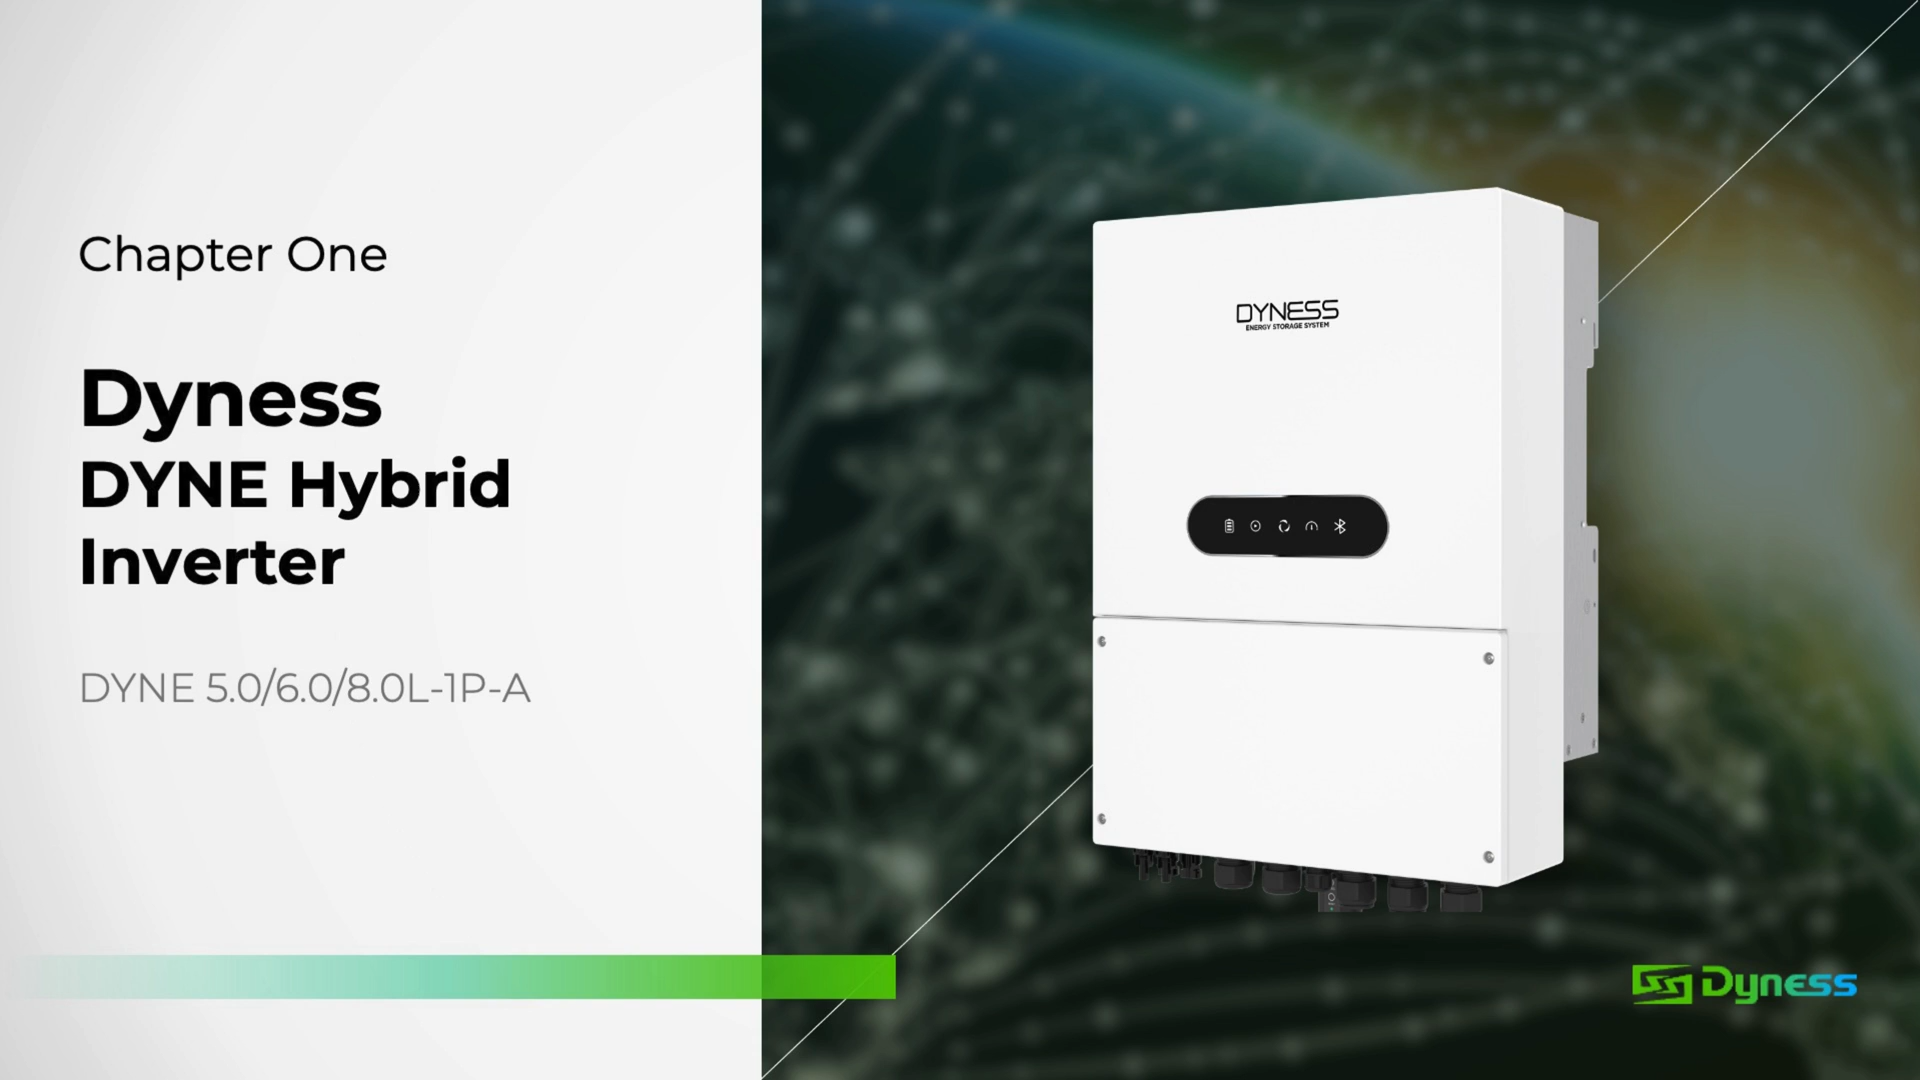 Chapter One
Dyness
DYNE Hybrid
Inverter
DYNE 5.0/6.0/8.0L-1P-A
DYNESS
ENERGY STORAGE SYSTEM
Dyness